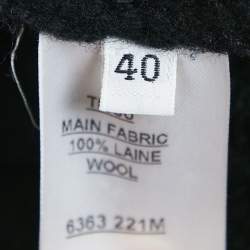 40
MAIN FABRIC
100% LAINE
WOOL
6363 221M